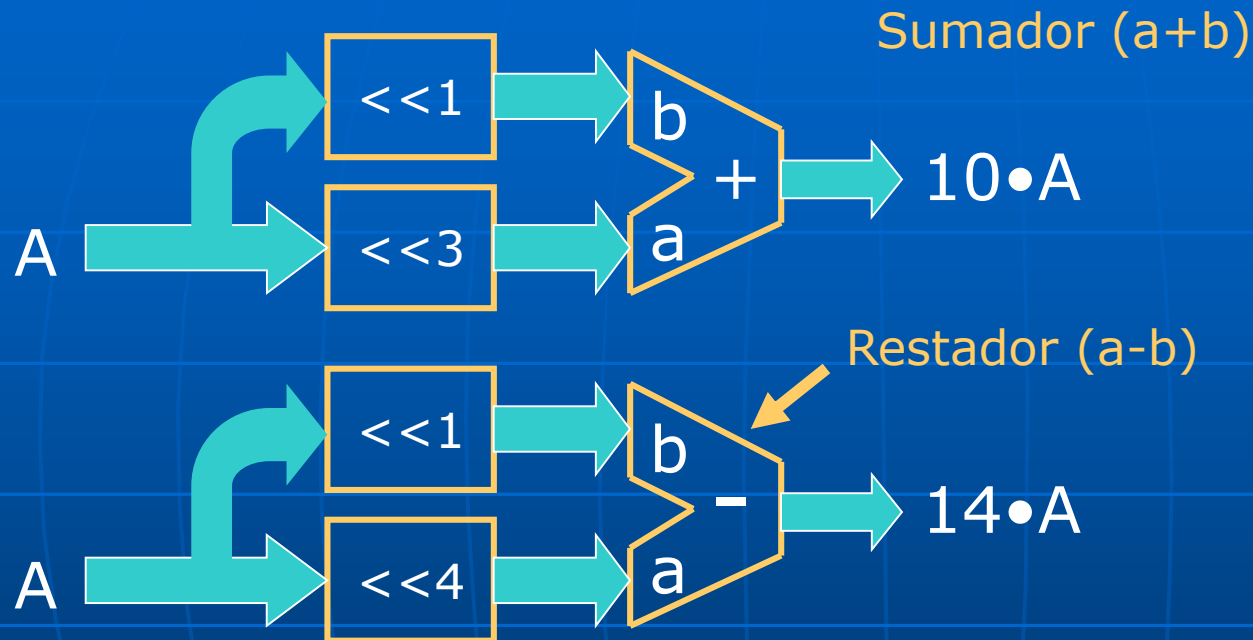 Sumador (a+b)
<<1
b
+
10•A
A
<<3
a
Restador (a-b)
<<1
b
-
14•A
A
<<4
a